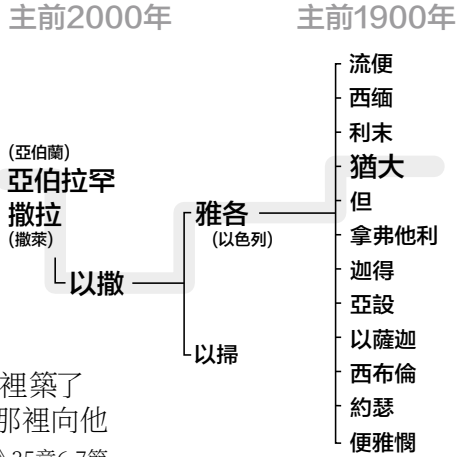 主前2000年
主前1900年
(亞伯蘭)
亞伯拉罕
撒拉
(撒萊)
以撒
雅各
(以色列)
以掃
流便
西缅
利末
猶大
但
拿弗他利
迦得
亞設
以薩迦
西布倫
約瑟
便雅憫
裡築了
那裡向他